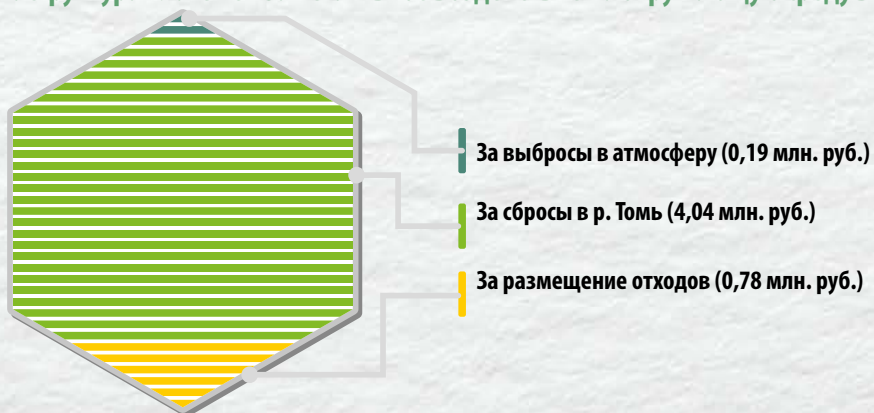 За выбросы в атмосферу (0,19 млн. руб.)
За сбросы в р. Томь (4,04 млн. руб.)
За размещение отходов (0,78 млн. руб.)